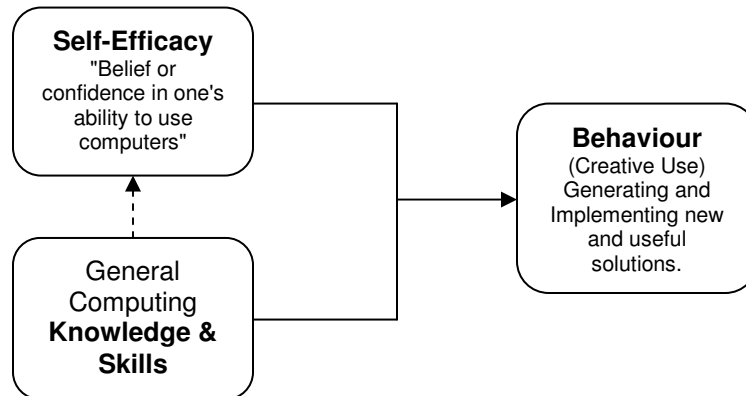 Self-Efficacy
"Belief or
confidence in one's
ability to use
computers"
General
Computing
Knowledge &
Skills
Behaviour
(Creative Use)
Generating and
Implementing new
and useful
solutions.